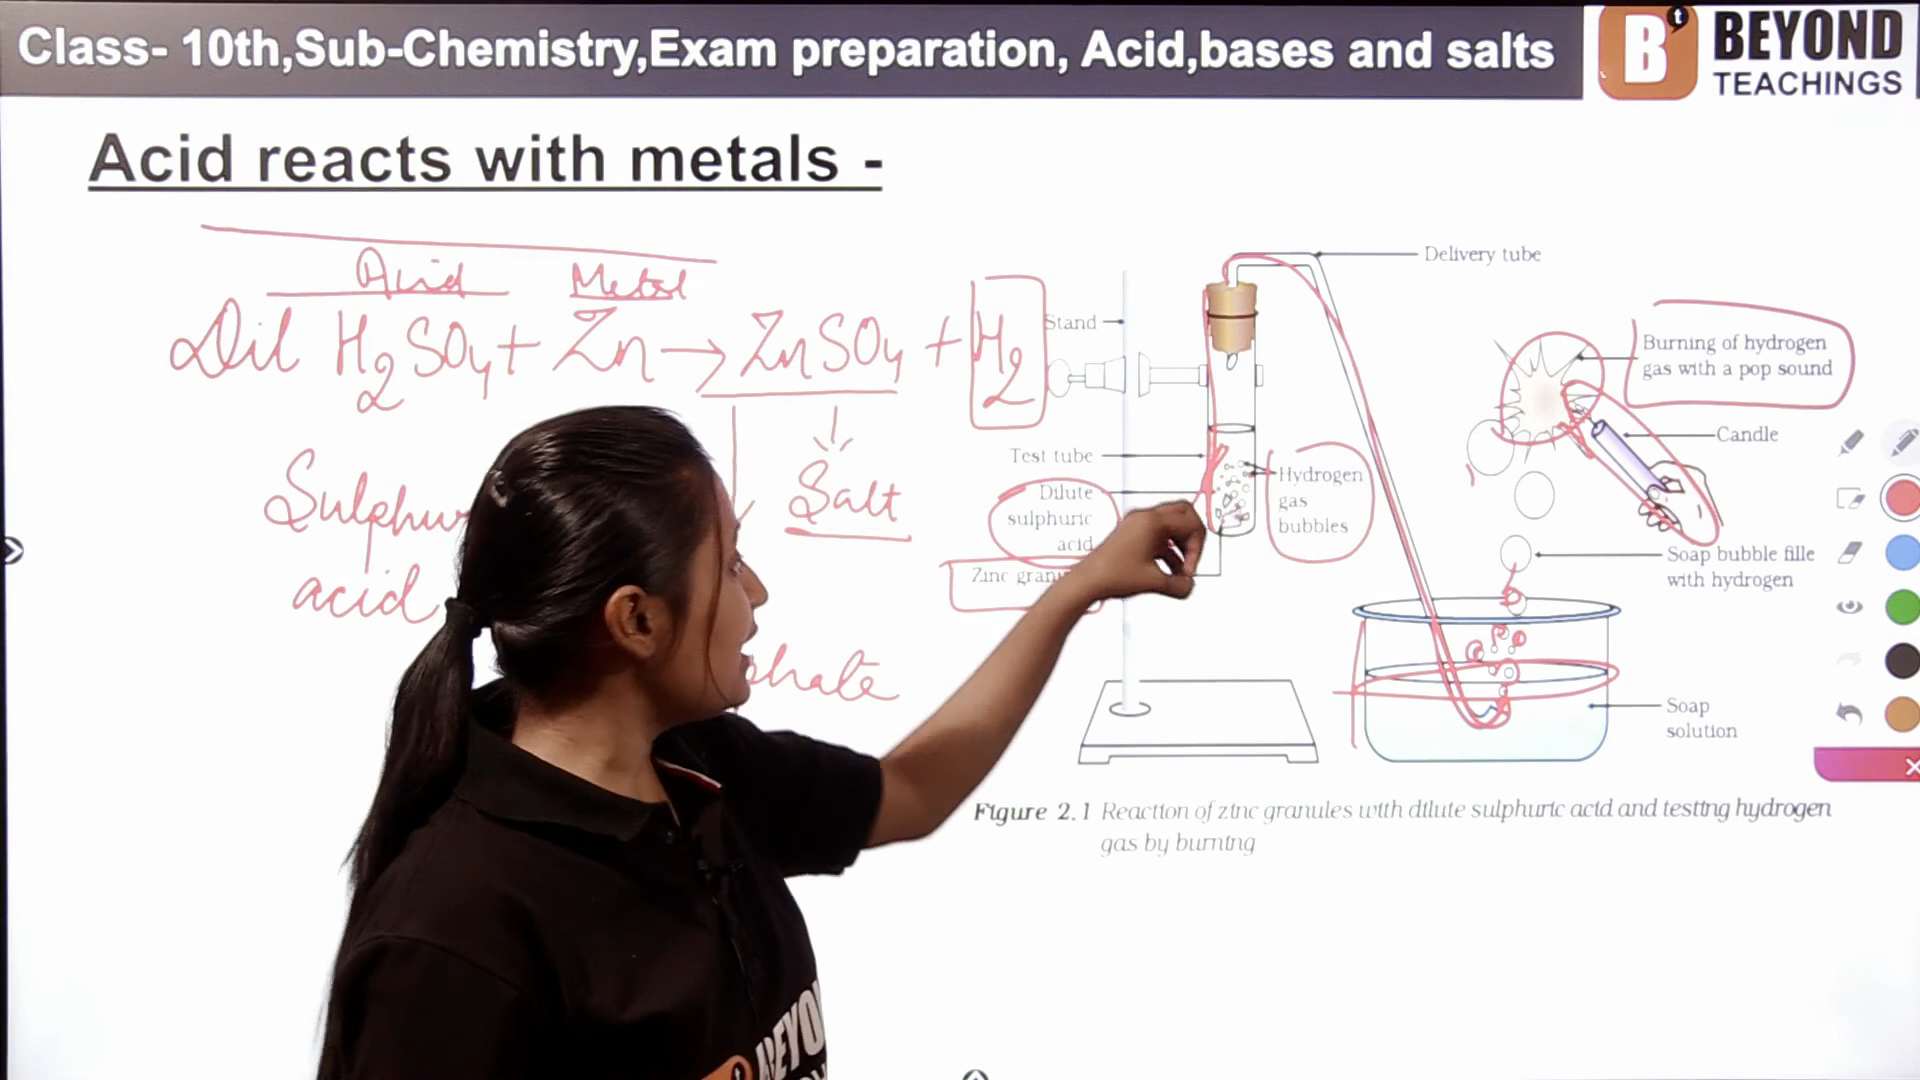 Class- 10th,Sub-Chemistry,Exam preparation, Acid,bases and salts
B t BEYOND
TEACHINGS
Acid reacts with metals -
Acid Metal
Dil H2SO4 + Zn → ZnSO4 + H2
Salt
acid
phate
Delivery tube
Stand
Burning of hydrogen
gas with a pop sound
Candle
Test tube
Dilute
sulphuric
acid
Hydrogen
gas
bubbles
Zinc
Soap bubble fille
with hydrogen
Soap
solution
Figure 2.1 Reaction of zinc granules with dilute sulphuric acid and testing hydrogen
gas by burning